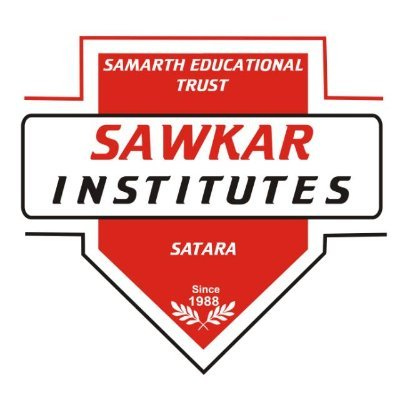 SAMARTH EDUCATIONAL
TRUST
SAWKAR
INSTITUTES
SATARA
Since
1988